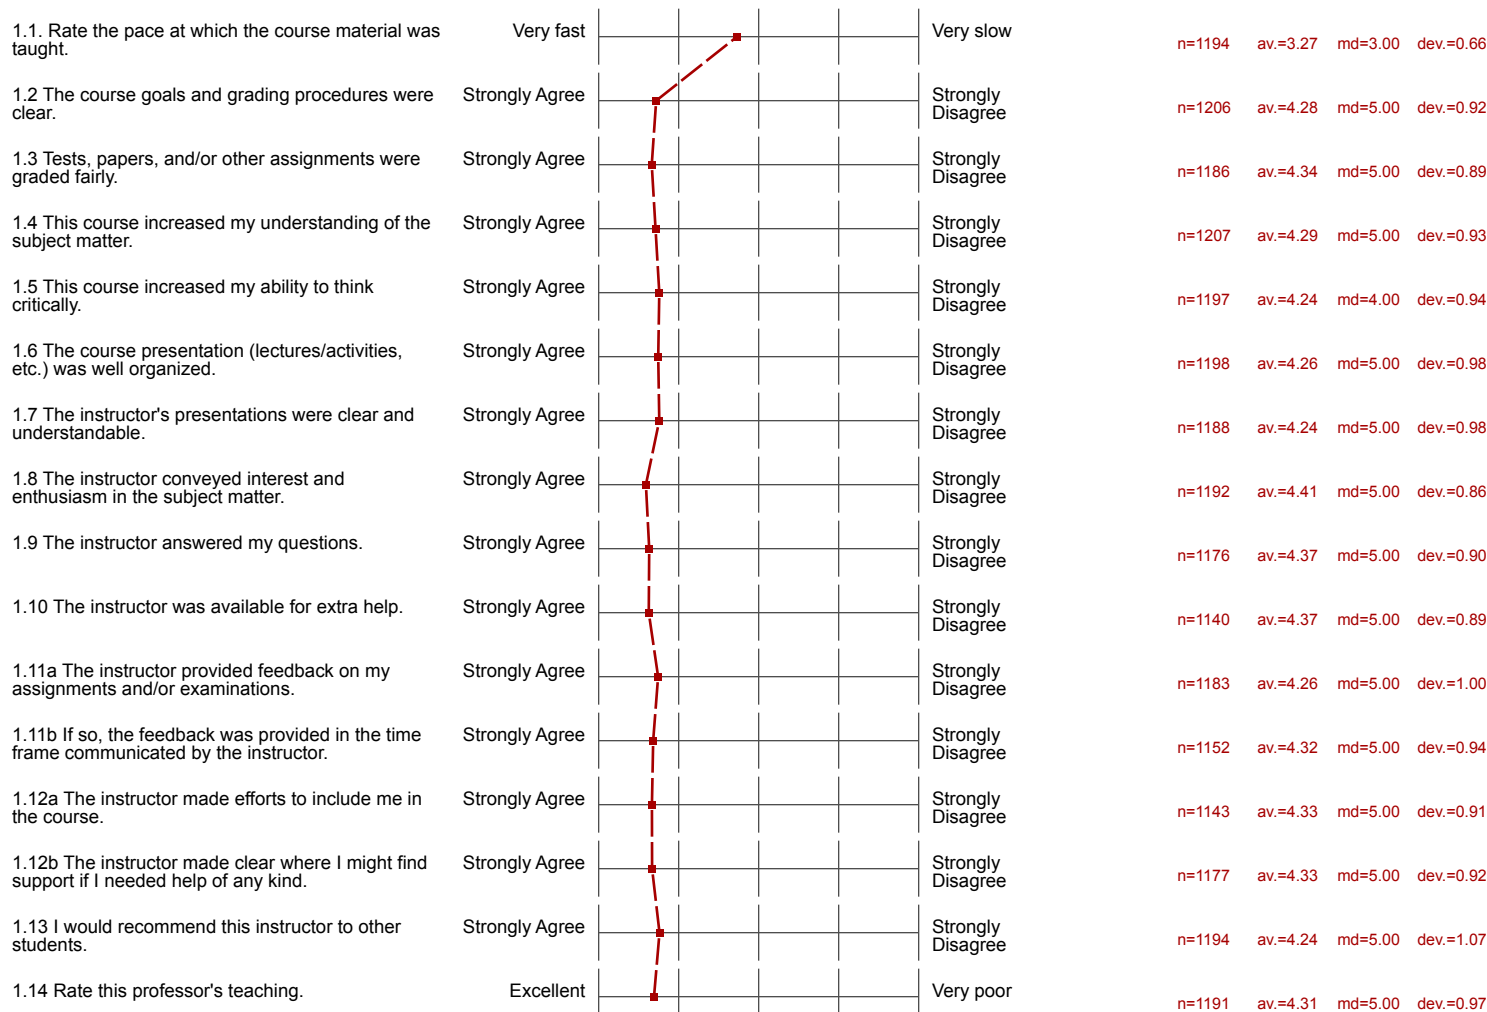 1.1. Rate the pace at which the course material was taught.
Very fast
Very slow
n=1194 av.=3.27 md=3.00 dev.=0.66
1.2 The course goals and grading procedures were
clear.
Strongly Agree
Strongly
Disagree
n=1206 av.=4.28 md=5.00 dev.=0.92
1.3 Tests, papers, and/or other assignments were
graded fairly.
Strongly Agree
Strongly
Disagree
n=1186 av.=4.34 md=5.00 dev.=0.89
1.4 This course increased my understanding of the
subject matter.
Strongly Agree
Strongly
Disagree
n=1207 av.=4.29 md=5.00 dev.=0.93
1.5 This course increased my ability to think
critically.
Strongly Agree
Strongly
Disagree
n=1197 av.=4.24 md=4.00 dev.=0.94
1.6 The course presentation (lectures/activities,
etc.) was well organized.
Strongly Agree
Strongly
Disagree
n=1198 av.=4.26 md=5.00 dev.=0.98
1.7 The instructor's presentations were clear and
understandable.
Strongly Agree
Strongly
Disagree
n=1188 av.=4.24 md=5.00 dev.=0.98
1.8 The instructor conveyed interest and
enthusiasm in the subject matter.
Strongly Agree
Strongly
Disagree
n=1192 av.=4.41 md=5.00 dev.=0.86
1.9 The instructor answered my questions.
Strongly Agree
Strongly
Disagree
n=1176 av.=4.37 md=5.00 dev.=0.90
1.10 The instructor was available for extra help.
Strongly Agree
Strongly
Disagree
n=1140 av.=4.37 md=5.00 dev.=0.89
1.11a The instructor provided feedback on my
assignments and/or examinations.
Strongly Agree
Strongly
Disagree
n=1183 av.=4.26 md=5.00 dev.=1.00
1.11b If so, the feedback was provided in the time
frame communicated by the instructor.
Strongly Agree
Strongly
Disagree
n=1152 av.=4.32 md=5.00 dev.=0.94
1.12a The instructor made efforts to include me in
the course.
Strongly Agree
Strongly
Disagree
n=1143 av.=4.33 md=5.00 dev.=0.91
1.12b The instructor made clear where I might find
support if I needed help of any kind.
Strongly Agree
Strongly
Disagree
n=1177 av.=4.33 md=5.00 dev.=0.92
1.13 I would recommend this instructor to other
students.
Strongly Agree
Strongly
Disagree
n=1194 av.=4.24 md=5.00 dev.=1.07
1.14 Rate this professor's teaching.
Excellent
Very poor
n=1191 av.=4.31 md=5.00 dev.=0.97